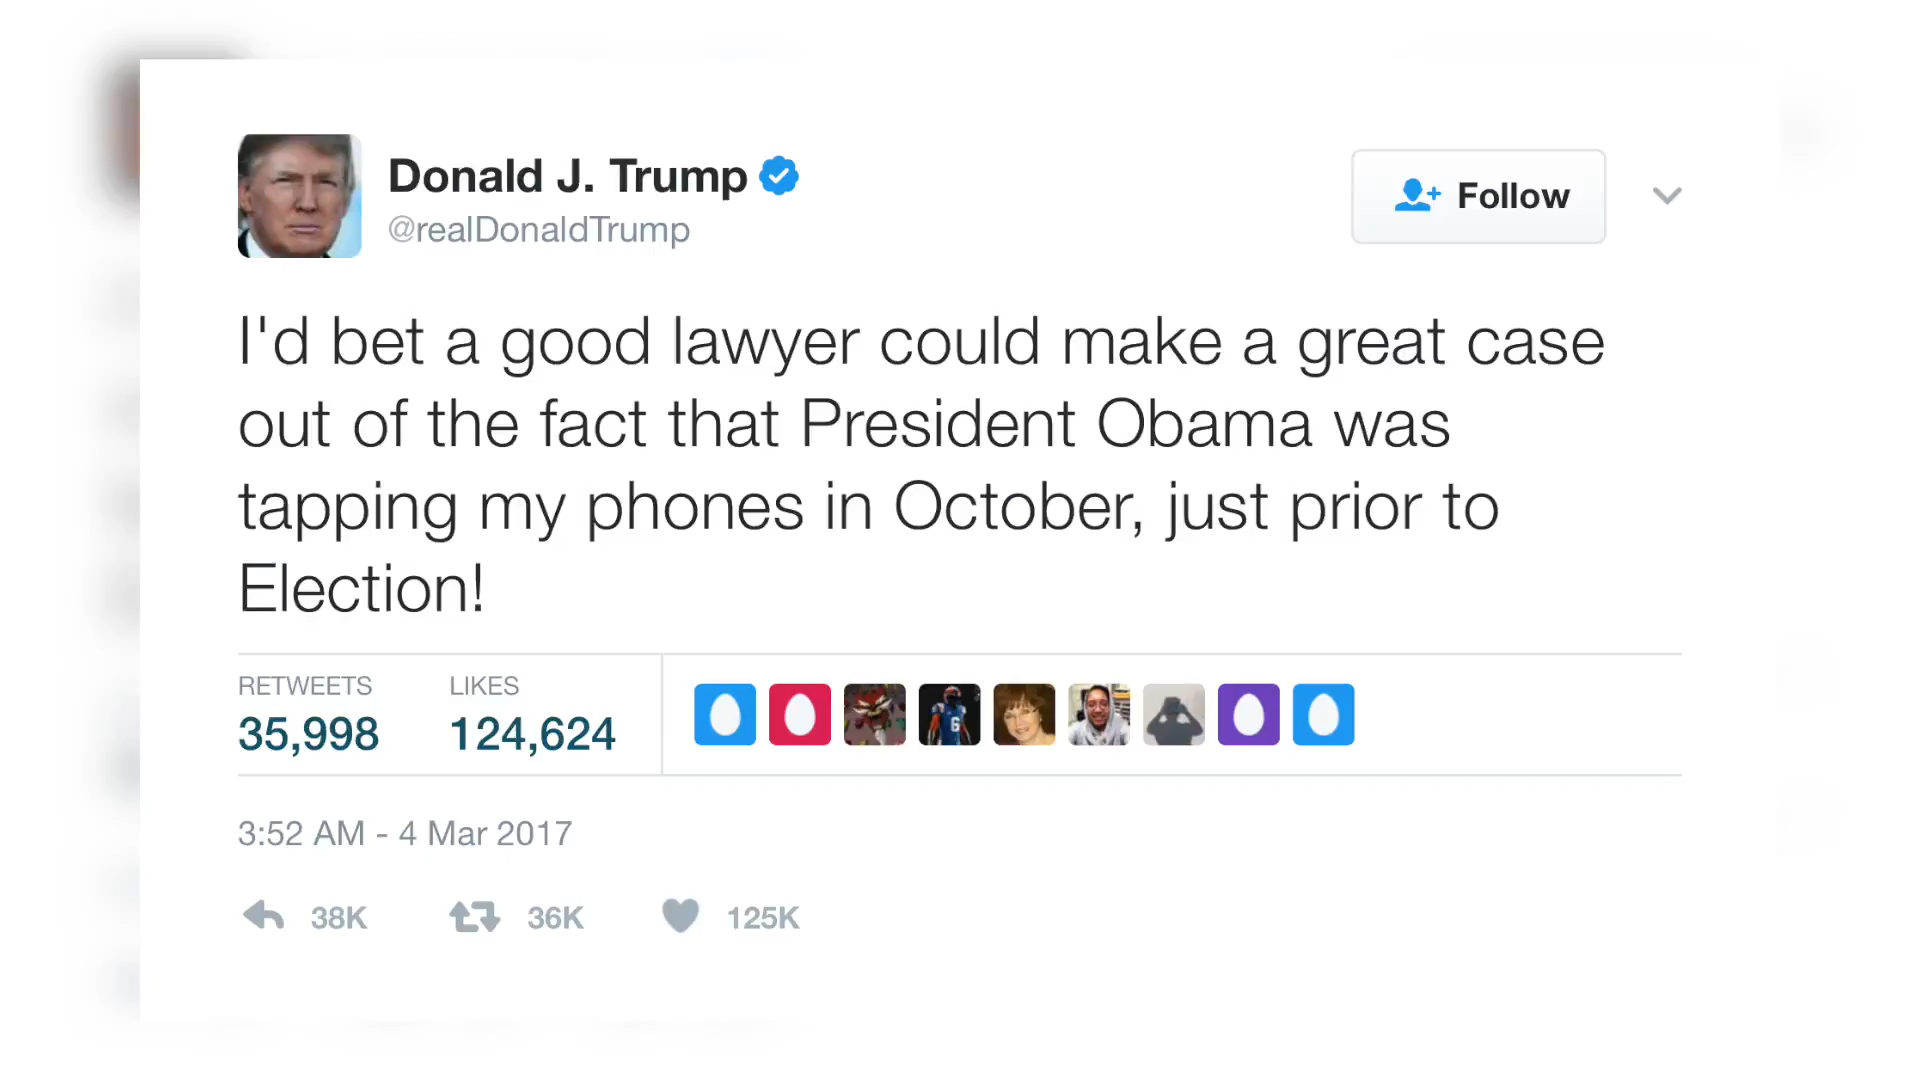 Donald J. Trump
@realDonaldTrump
Follow
I'd bet a good lawyer could make a great case
out of the fact that President Obama was
tapping my phones in October, just prior to
Election!
RETWEETS LIKES
35,998 124,624
6
3:52 AM - 4 Mar 2017
38K 36K 125K